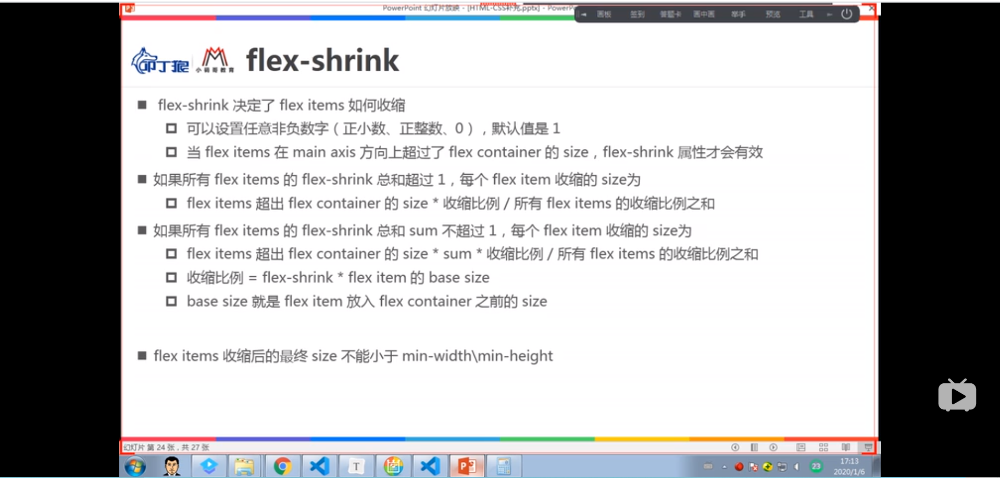 PowerPoint 幻灯片放映 - [HTML-CSS补充.pptx] - PowerPo
画板 签到 答题卡 画中画 举手 预览 工具
叩丁狼 小码哥教育 flex-shrink
flex-shrink 决定了 flex items 如何收缩
可以设置任意非负数字（正小数、正整数、0），默认值是 1
当 flex items 在 main axis 方向上超过了 flex container 的 size，flex-shrink 属性才会有效
如果所有 flex items 的 flex-shrink 总和超过 1，每个 flex item 收缩的 size为
flex items 超出 flex container 的 size * 收缩比例 / 所有 flex items 的收缩比例之和
如果所有 flex items 的 flex-shrink 总和 sum 不超过 1，每个 flex item 收缩的 size为
flex items 超出 flex container 的 size * sum * 收缩比例 / 所有 flex items 的收缩比例之和
收缩比例 = flex-shrink * flex item 的 base size
base size 就是 flex item 放入 flex container 之前的 size
flex items 收缩后的最终 size 不能小于 min-width\min-height
幻灯片 第 24 张，共 27 张
T
P
23
17:13
2020/1/6